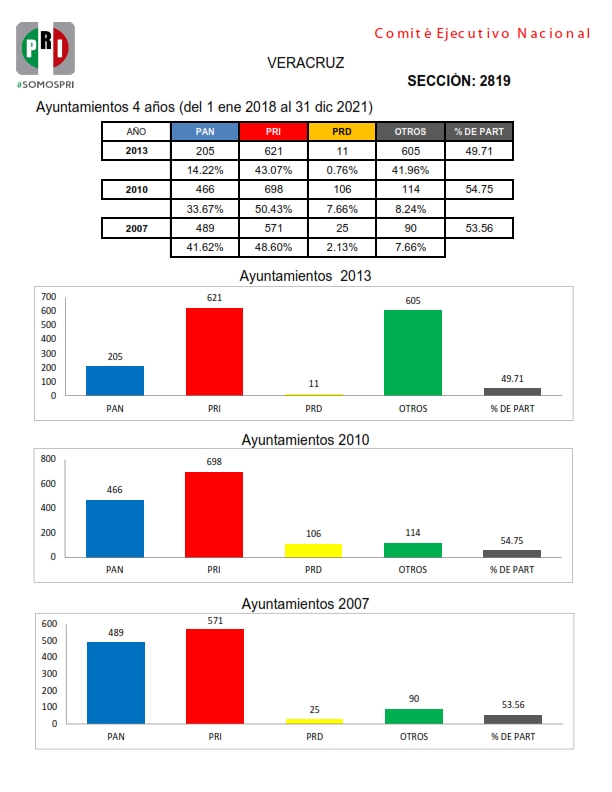 Comité Ejecutivo Nacional
PRI
#SOMOSPRI
VERACRUZ
SECCIÓN: 2819
Ayuntamientos 4 años (del 1 ene 2018 al 31 dic 2021)
AÑO PAN PRI PRD OTROS % DE PART
2013 205 621 11 605 49.71
14.22% 43.07% 0.76% 41.96%
2010 466 698 106 114 54.75
33.67% 50.43% 7.66% 8.24%
2007 489 571 25 90 53.56
41.62% 48.60% 2.13% 7.66%
Ayuntamientos 2013
700
600
500
400
300
200
100
0
205 621 11 605 49.71
PAN PRI PRD OTROS % DE PART
Ayuntamientos 2010
800
600
400
200
0
466 698 106 114 54.75
PAN PRI PRD OTROS % DE PART
Ayuntamientos 2007
600
500
400
300
200
100
0
489 571 25 90 53.56
PAN PRI PRD OTROS % DE PART